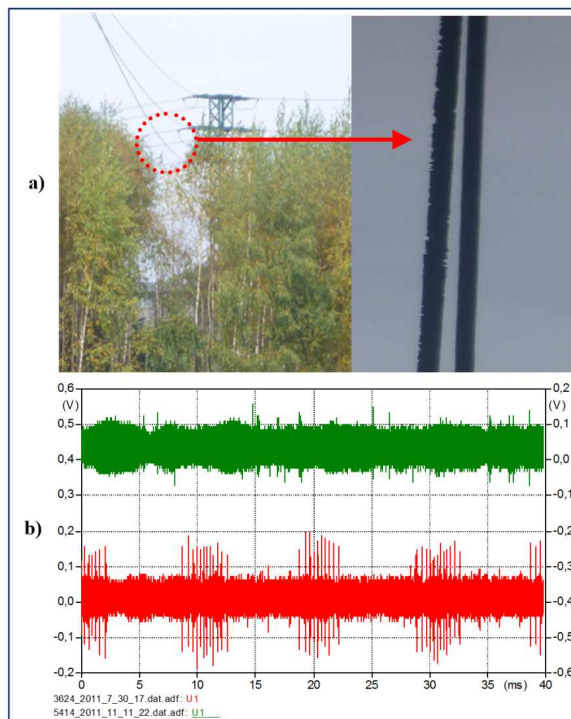 a)
b)
0,6 0,2
(V) (V)
0,5 0,1
0,4 0,0
0,3 -0,1
0,2 -0,2
0,1 -0,3
0,0 -0,4
-0,1 -0,5
-0,2 -0,6
0 5 10 15 20 25 30 35 (ms) 40
3624_2011_7_30_17.dat.adf: U1
5414_2011_11_11_22.dat.adf: U1